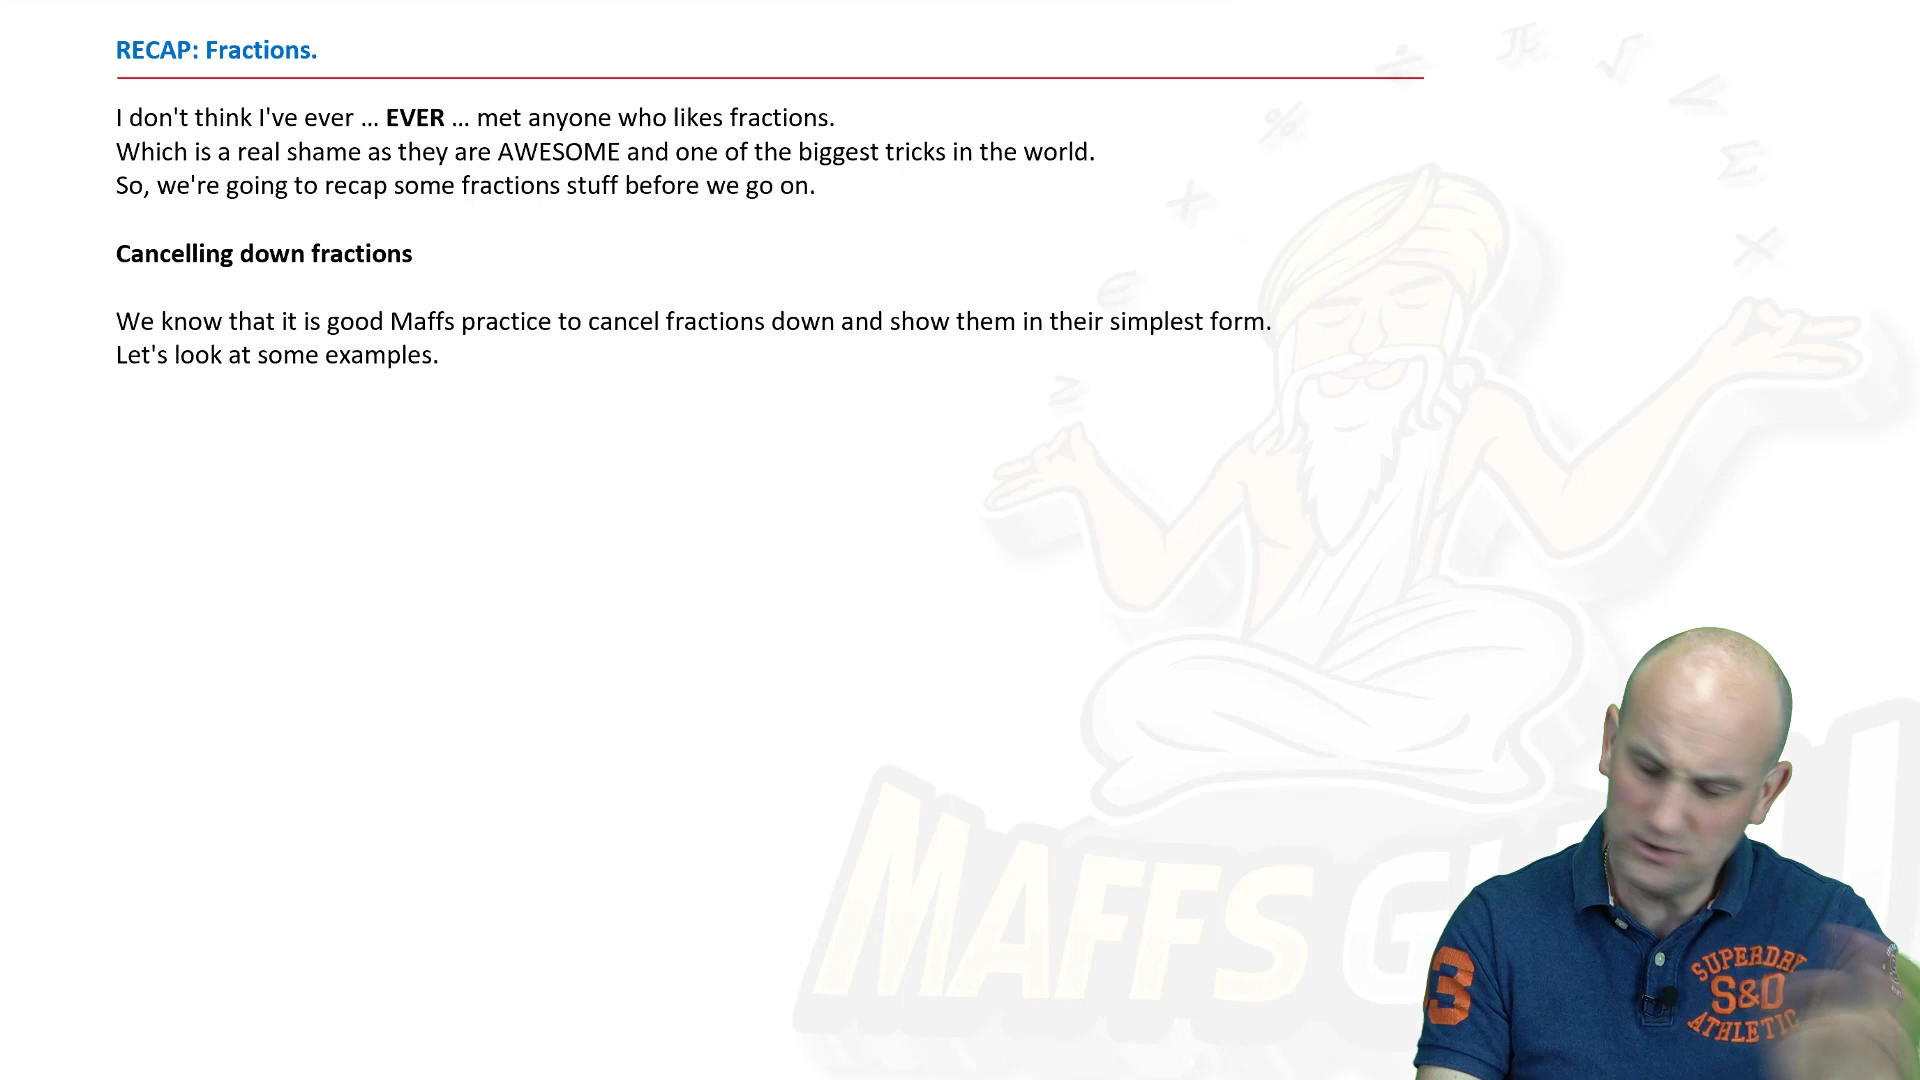 RECAP: Fractions.
I don't think I've ever ... EVER ... met anyone who likes fractions.
Which is a real shame as they are AWESOME and one of the biggest tricks in the world.
So, we're going to recap some fractions stuff before we go on.
Cancelling down fractions
We know that it is good Maffs practice to cancel fractions down and show them in their simplest form.
Let's look at some examples.
MAFFS G
3
SUPERDRY
S&D
ATHLETIC